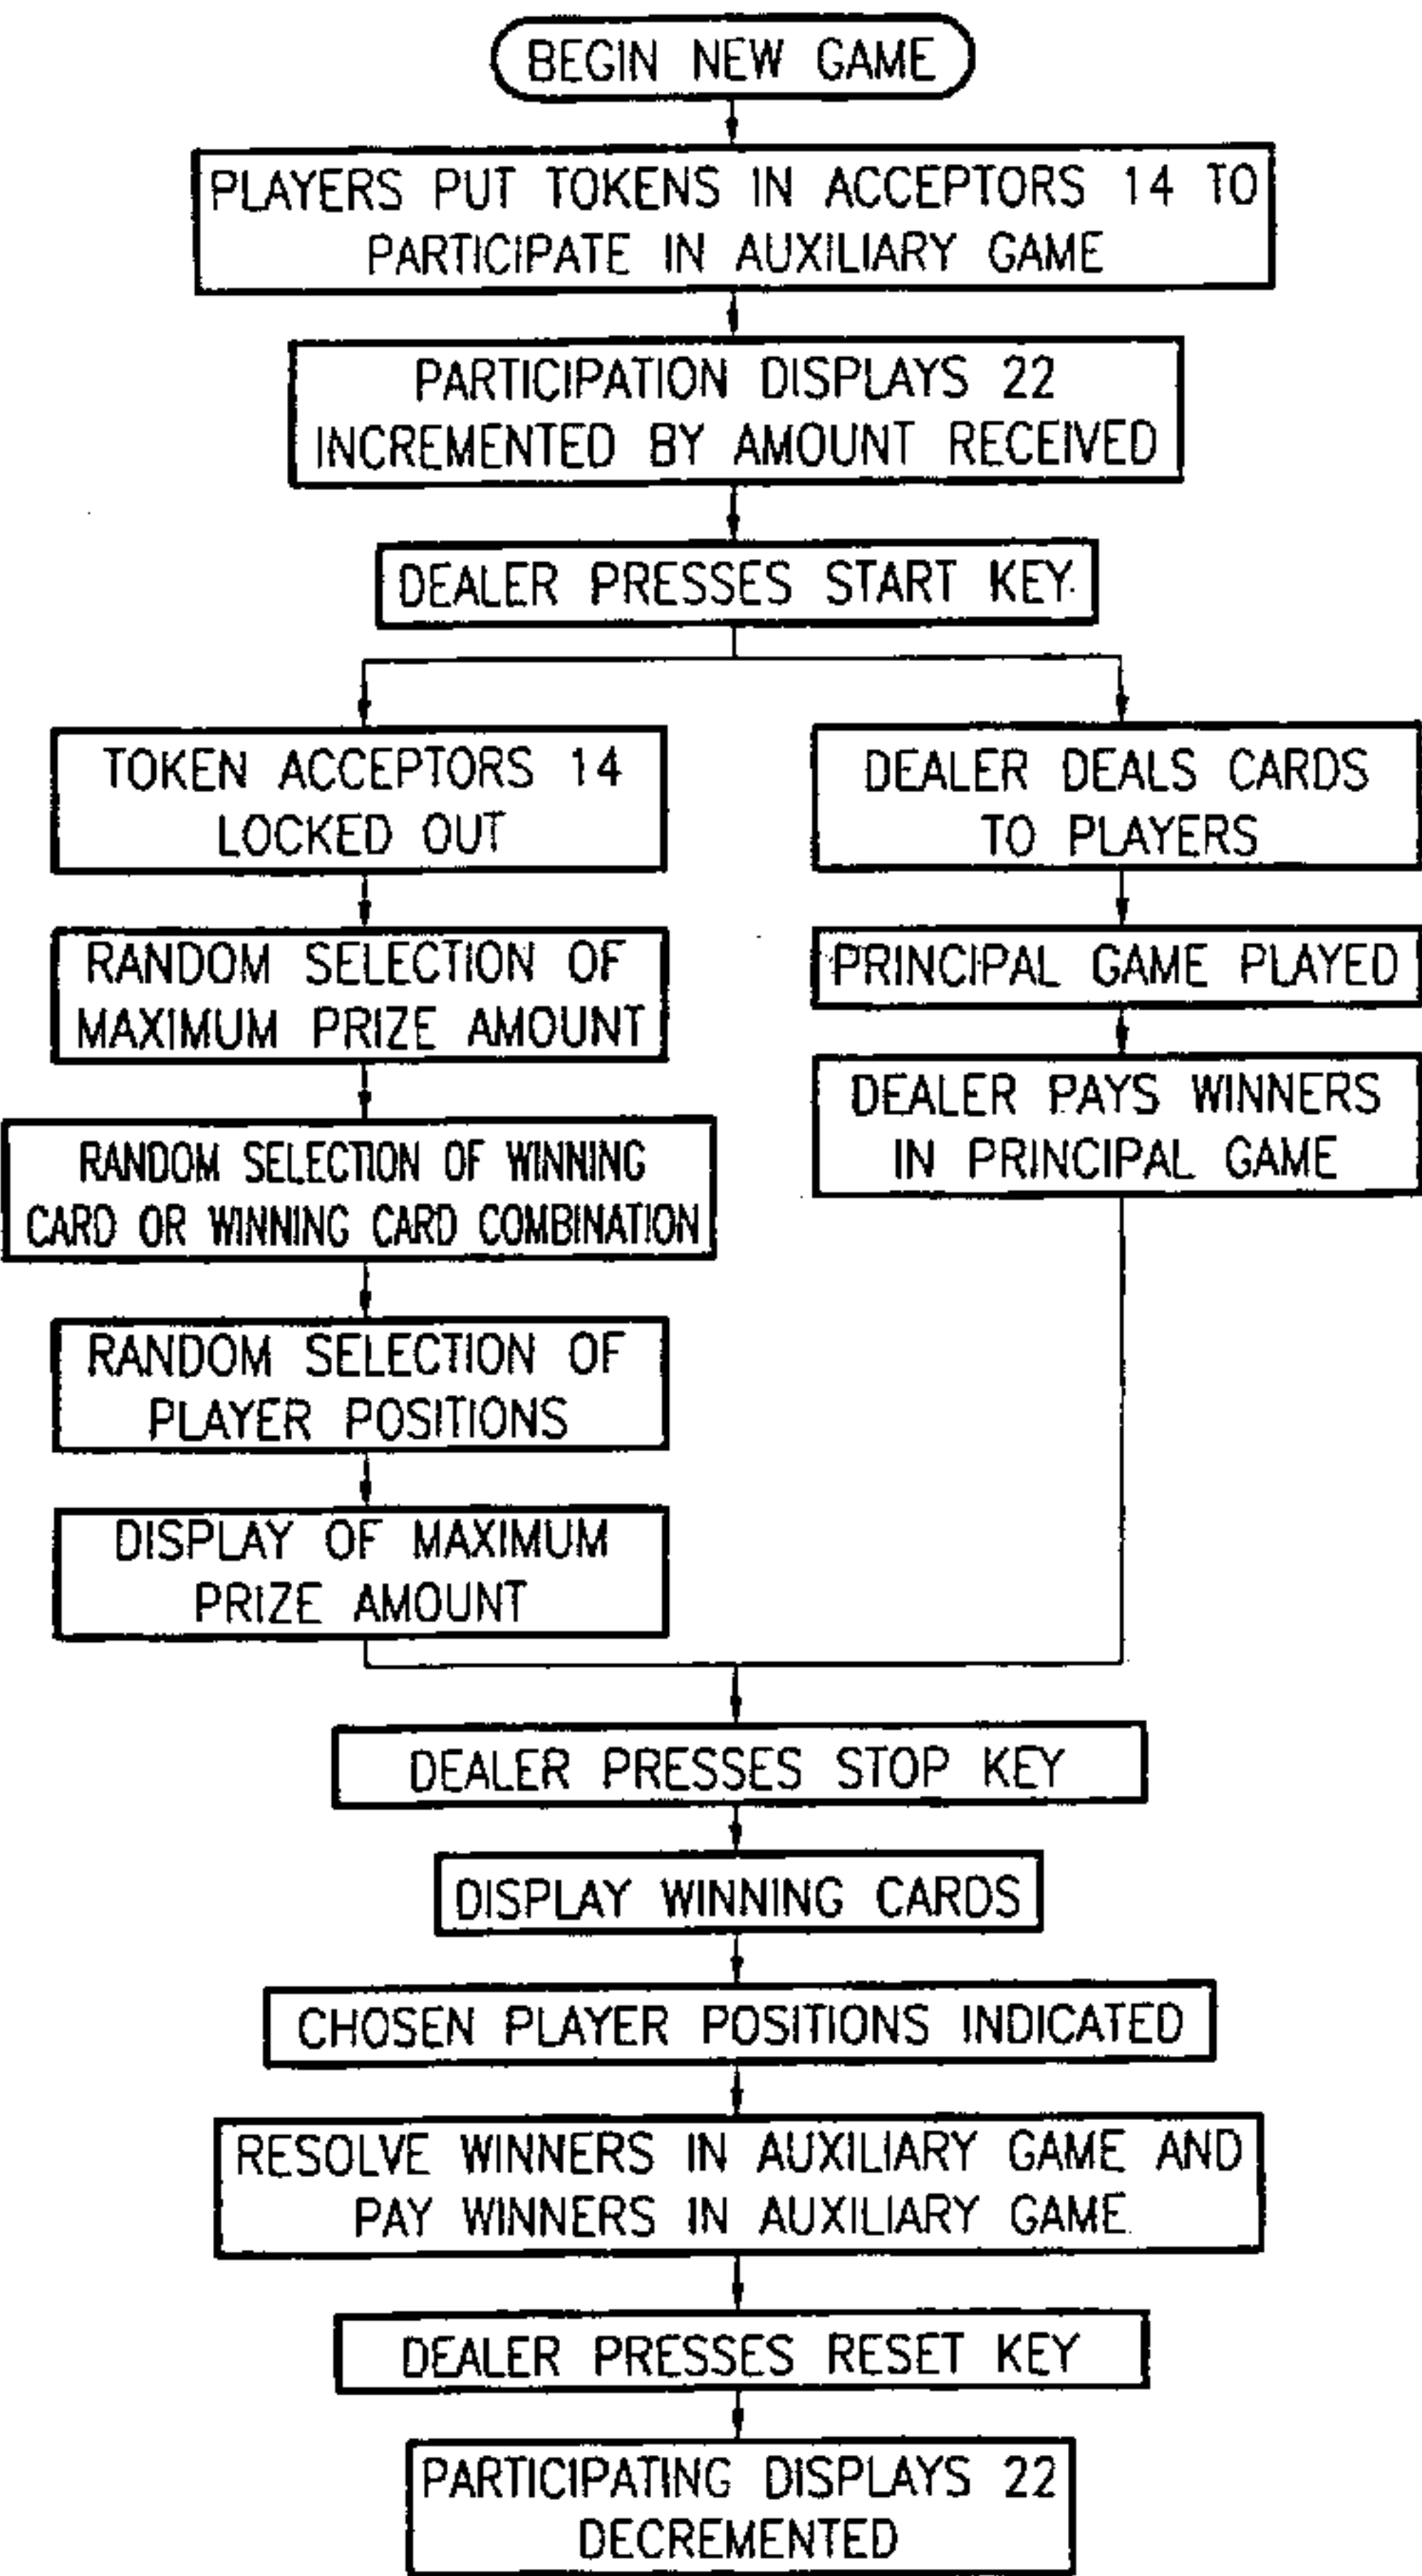 BEGIN NEW GAME
PLAYERS PUT TOKENS IN ACCEPTORS 14 TO
PARTICIPATE IN AUXILIARY GAME
PARTICIPATION DISPLAYS 22
INCREMENTED BY AMOUNT RECEIVED
DEALER PRESSES START KEY
TOKEN ACCEPTORS 14
LOCKED OUT
RANDOM SELECTION OF
MAXIMUM PRIZE AMOUNT
RANDOM SELECTION OF WINNING
CARD OR WINNING CARD COMBINATION
RANDOM SELECTION OF
PLAYER POSITIONS
DISPLAY OF MAXIMUM
PRIZE AMOUNT
DEALER DEALS CARDS
TO PLAYERS
PRINCIPAL GAME PLAYED
DEALER PAYS WINNERS
IN PRINCIPAL GAME
DEALER PRESSES STOP KEY
DISPLAY WINNING CARDS
CHOSEN PLAYER POSITIONS INDICATED
RESOLVE WINNERS IN AUXILIARY GAME AND
PAY WINNERS IN AUXILIARY GAME
DEALER PRESSES RESET KEY
PARTICIPATING DISPLAYS 22
DECREMENTED